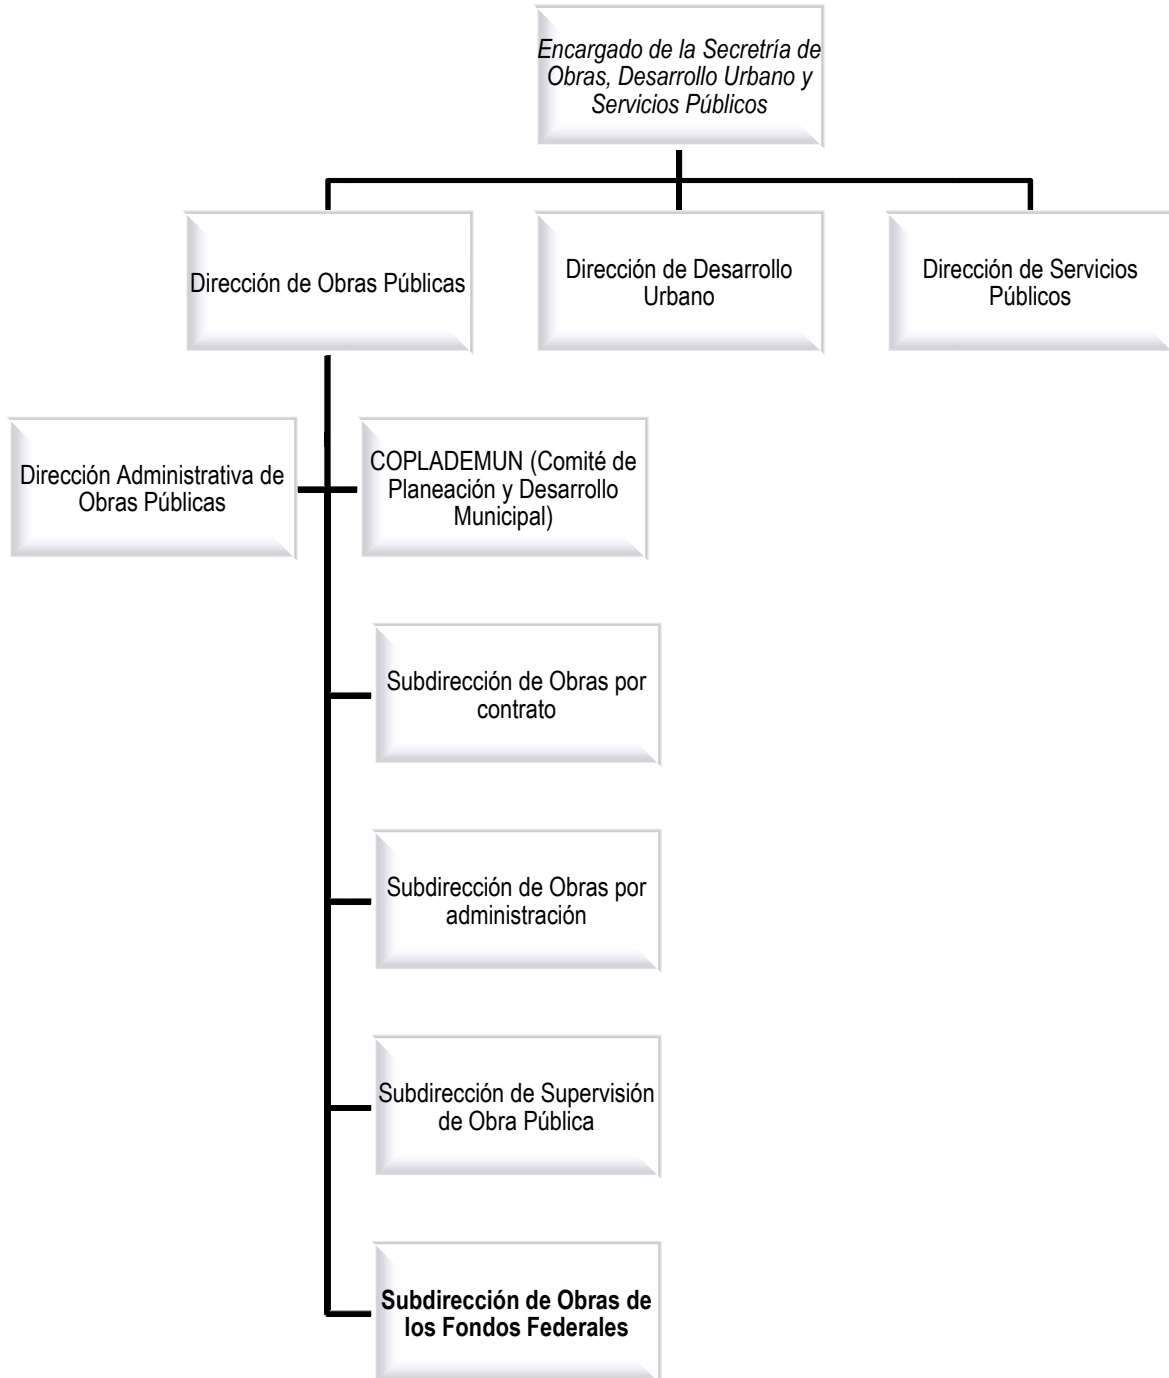 Encargado de la Secretría de
Obras, Desarrollo Urbano y
Servicios Públicos
Dirección de Obras Públicas
Dirección de Desarrollo
Urbano
Dirección de Servicios
Públicos
Dirección Administrativa de
Obras Públicas
COPLADEMUN (Comité de
Planeación y Desarrollo
Municipal)
Subdirección de Obras por
contrato
Subdirección de Obras por
administración
Subdirección de Supervisión
de Obra Pública
Subdirección de Obras de
los Fondos Federales